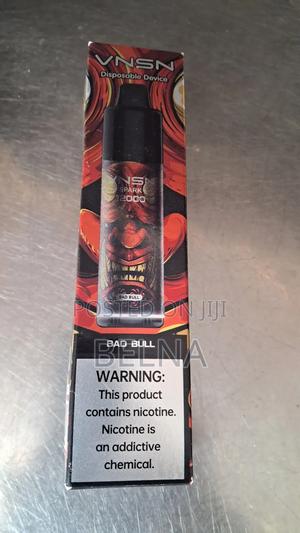 VNSN
Disposable Device
VNSN
SPARK
12000
BAD BULL
POSTED ON JIJI
BAD BULL
BELNA
WARNING:
This product
contains nicotine.
Nicotine is
an addictive
chemical.